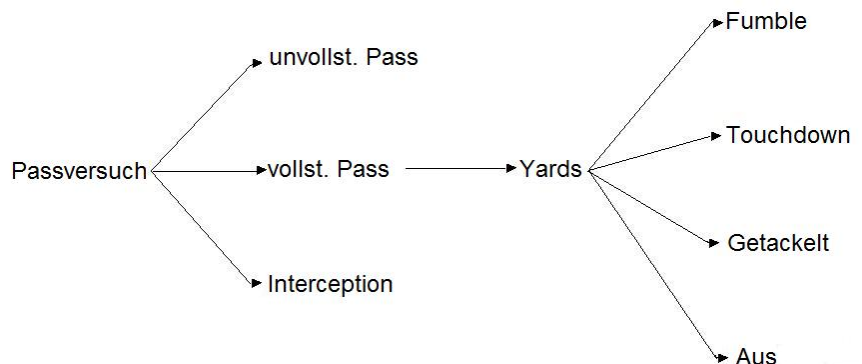 Fumble
unvollst. Pass
Touchdown
Passversuch
vollst. Pass
Yards
Getackelt
Interception
Aus